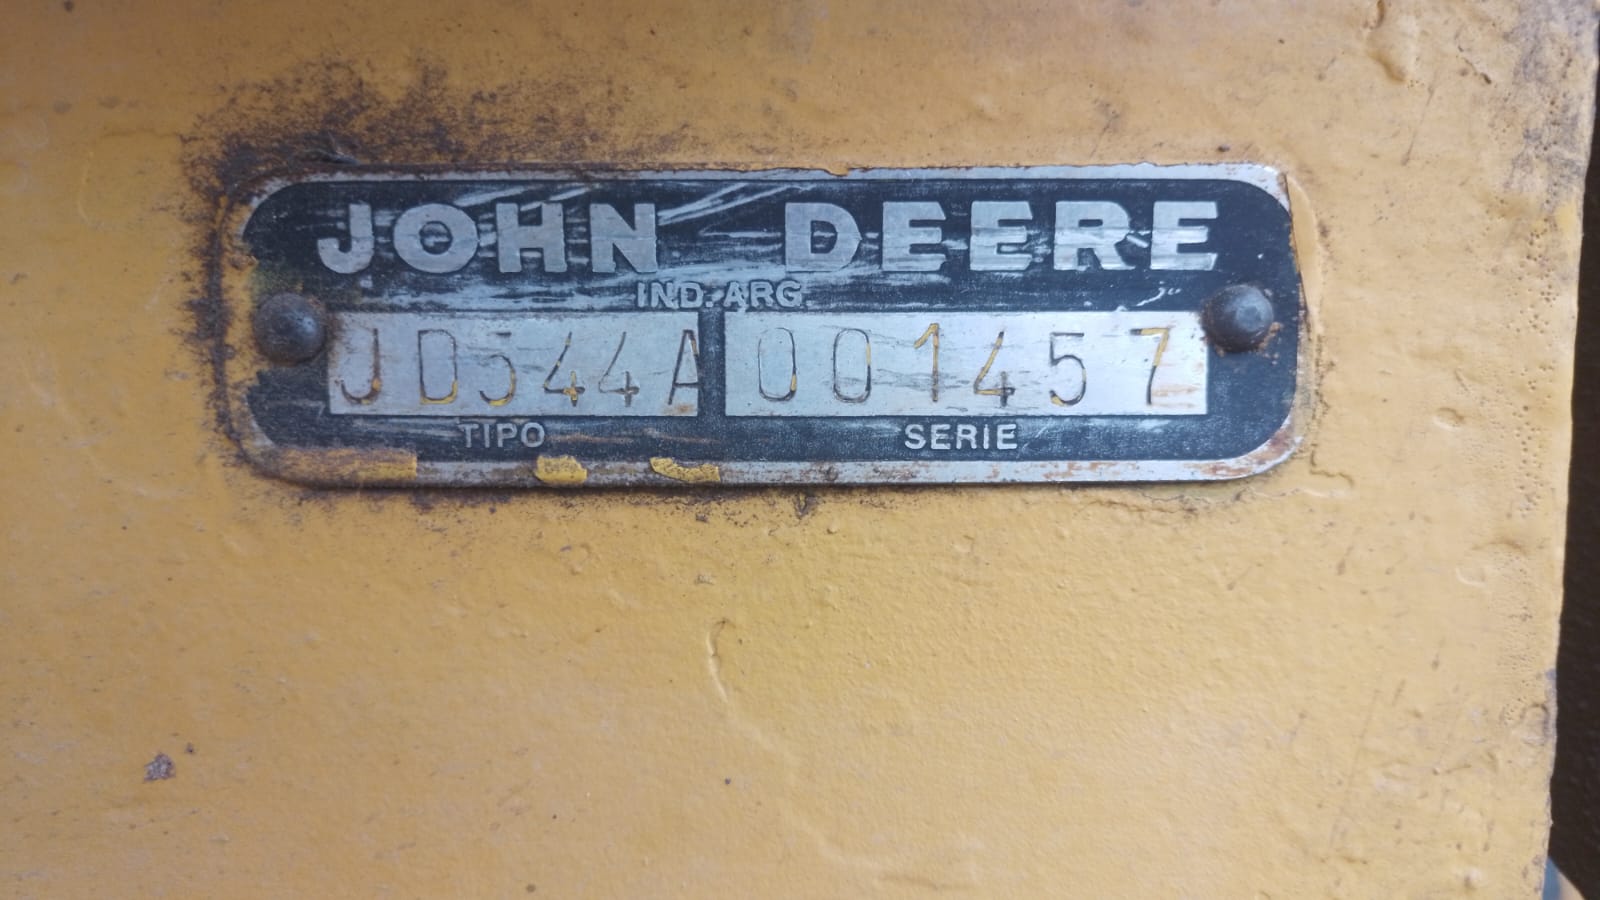 JOHN DEERE
IND. ARG.
JD544A 001457
TIPO SERIE